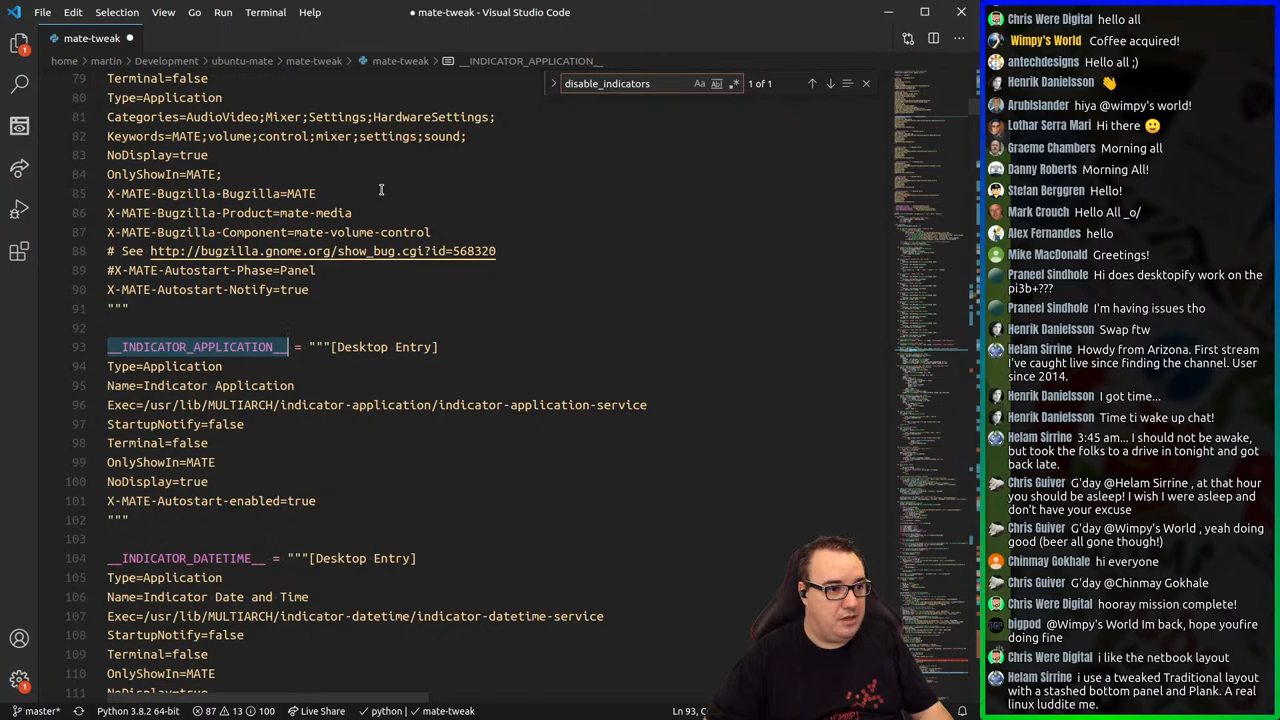 File Edit Selection View Go Run Terminal Help
● mate-tweak - Visual Studio Code
mate-tweak ●
home > martin > Development > ubuntu-mate > mate-tweak > mate-tweak > __INDICATOR_APPLICATION__
disable_indicators
1 of 1
79 Terminal=false
80 Type=Application
81 Categories=AudioVideo;Mixer;Settings;HardwareSettings;
82 Keywords=MATE;volume;control;mixer;settings;sound;
83 NoDisplay=true
84 OnlyShowIn=MATE;
85 X-MATE-Bugzilla-Bugzilla=MATE
86 X-MATE-Bugzilla-Product=mate-media
87 X-MATE-Bugzilla-Component=mate-volume-control
88 # See http://bugzilla.gnome.org/show_bug.cgi?id=568320
89 #X-MATE-Autostart-Phase=Panel
90 X-MATE-Autostart-Notify=true
91 """
92
93 __INDICATOR_APPLICATION__ = """[Desktop Entry]
94 Type=Application
95 Name=Indicator Application
96 Exec=/usr/lib/MULTIARCH/indicator-application/indicator-application-service
97 StartupNotify=false
98 Terminal=false
99 OnlyShowIn=MATE
100 NoDisplay=true
101 X-MATE-Autostart-enabled=true
102 """
103
104 __INDICATOR_DATETIME__ = """[Desktop Entry]
105 Type=Application
106 Name=Indicator Date and Time
107 Exec=/usr/lib/MULTIARCH/indicator-datetime/indicator-datetime-service
108 StartupNotify=false
109 Terminal=false
110 OnlyShowIn=MATE
111 NoDisplay=true
master* Python 3.8.2 64-bit 87 13 100 Live Share python mate-tweak Ln 93,
Chris Were Digital hello all
Wimpy's World Coffee acquired!
antechdesigns Hello all ;)
Henrik Danielsson 👋
Arubislander hiya @wimpy's world!
Lothar Serra Mari Hi there 🙂
Graeme Chambers Morning all
Danny Robson Morning All!
Stefan Bergman Hello!
Mark Crouch Hello All _o/
Alex Fernandez hello
Mike MacNeill Greetings!
Praneel Sindhole Hi does desktopify work on the
pi3b+???
Praneel Sindhole I'm having issues
Henrik Danielsson Swap ftw
Helam Sirrine Howdy from Arizona. First stream
I've caught live since finding the channel. User
since 2014.
Henrik Danielsson I got time...
Henrik Danielsson Time ti wake up chat!
Helam Sirrine 3:44 am... I should not be awake,
but took the fam to a drive in tonight and got
back late.
Chris Guiver G'day @Helam Sirrine , at that hour
you should be asleep! I wish I were asleep and
don't have your excuse
Chris Guiver G'day @Wimpy's World , yeah doing
good (beer all gone though!)
Chinmay Gokhale hi everyone
Chris Guiver G'day @Chinmay Gokhale
Chris Were Digital Hooray mission complete!
bigpod @Wimpy's World Im back hope youfire
doing fine
Chris Were Digital I like the netbook layout
Helam Sirrine i use a tweaked Traditional layout
with a stashed bottom panel and Plank. A real
linux luddite me.